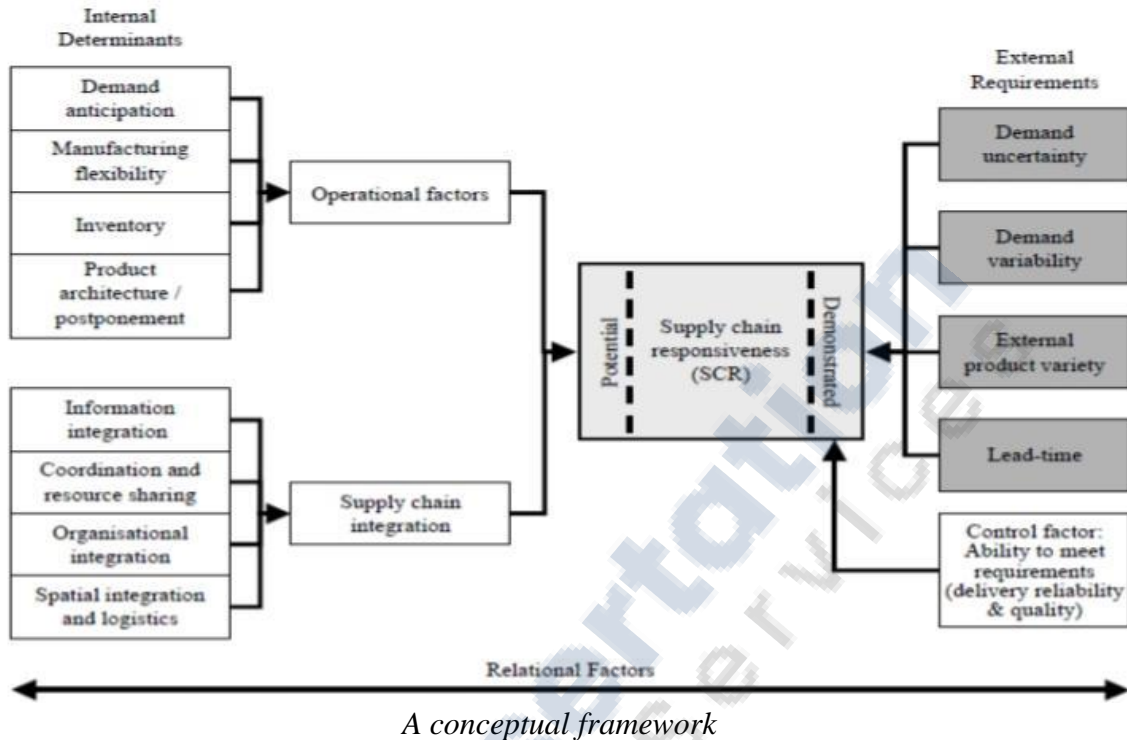 Internal
Determinants
Demand
anticipation
Manufacturing
flexibility
Inventory
Product
architecture /
postponement
Operational factors
Information
integration
Coordination and
resource sharing
Organisational
integration
Spatial integration
and logistics
Supply chain
integration
Potential
Supply chain
responsiveness
(SCR)
Demonstrated
External
Requirements
Demand
uncertainty
Demand
variability
External
product variety
Lead-time
Control factor:
Ability to meet
requirements
(delivery reliability
& quality)
Relational Factors
A conceptual framework